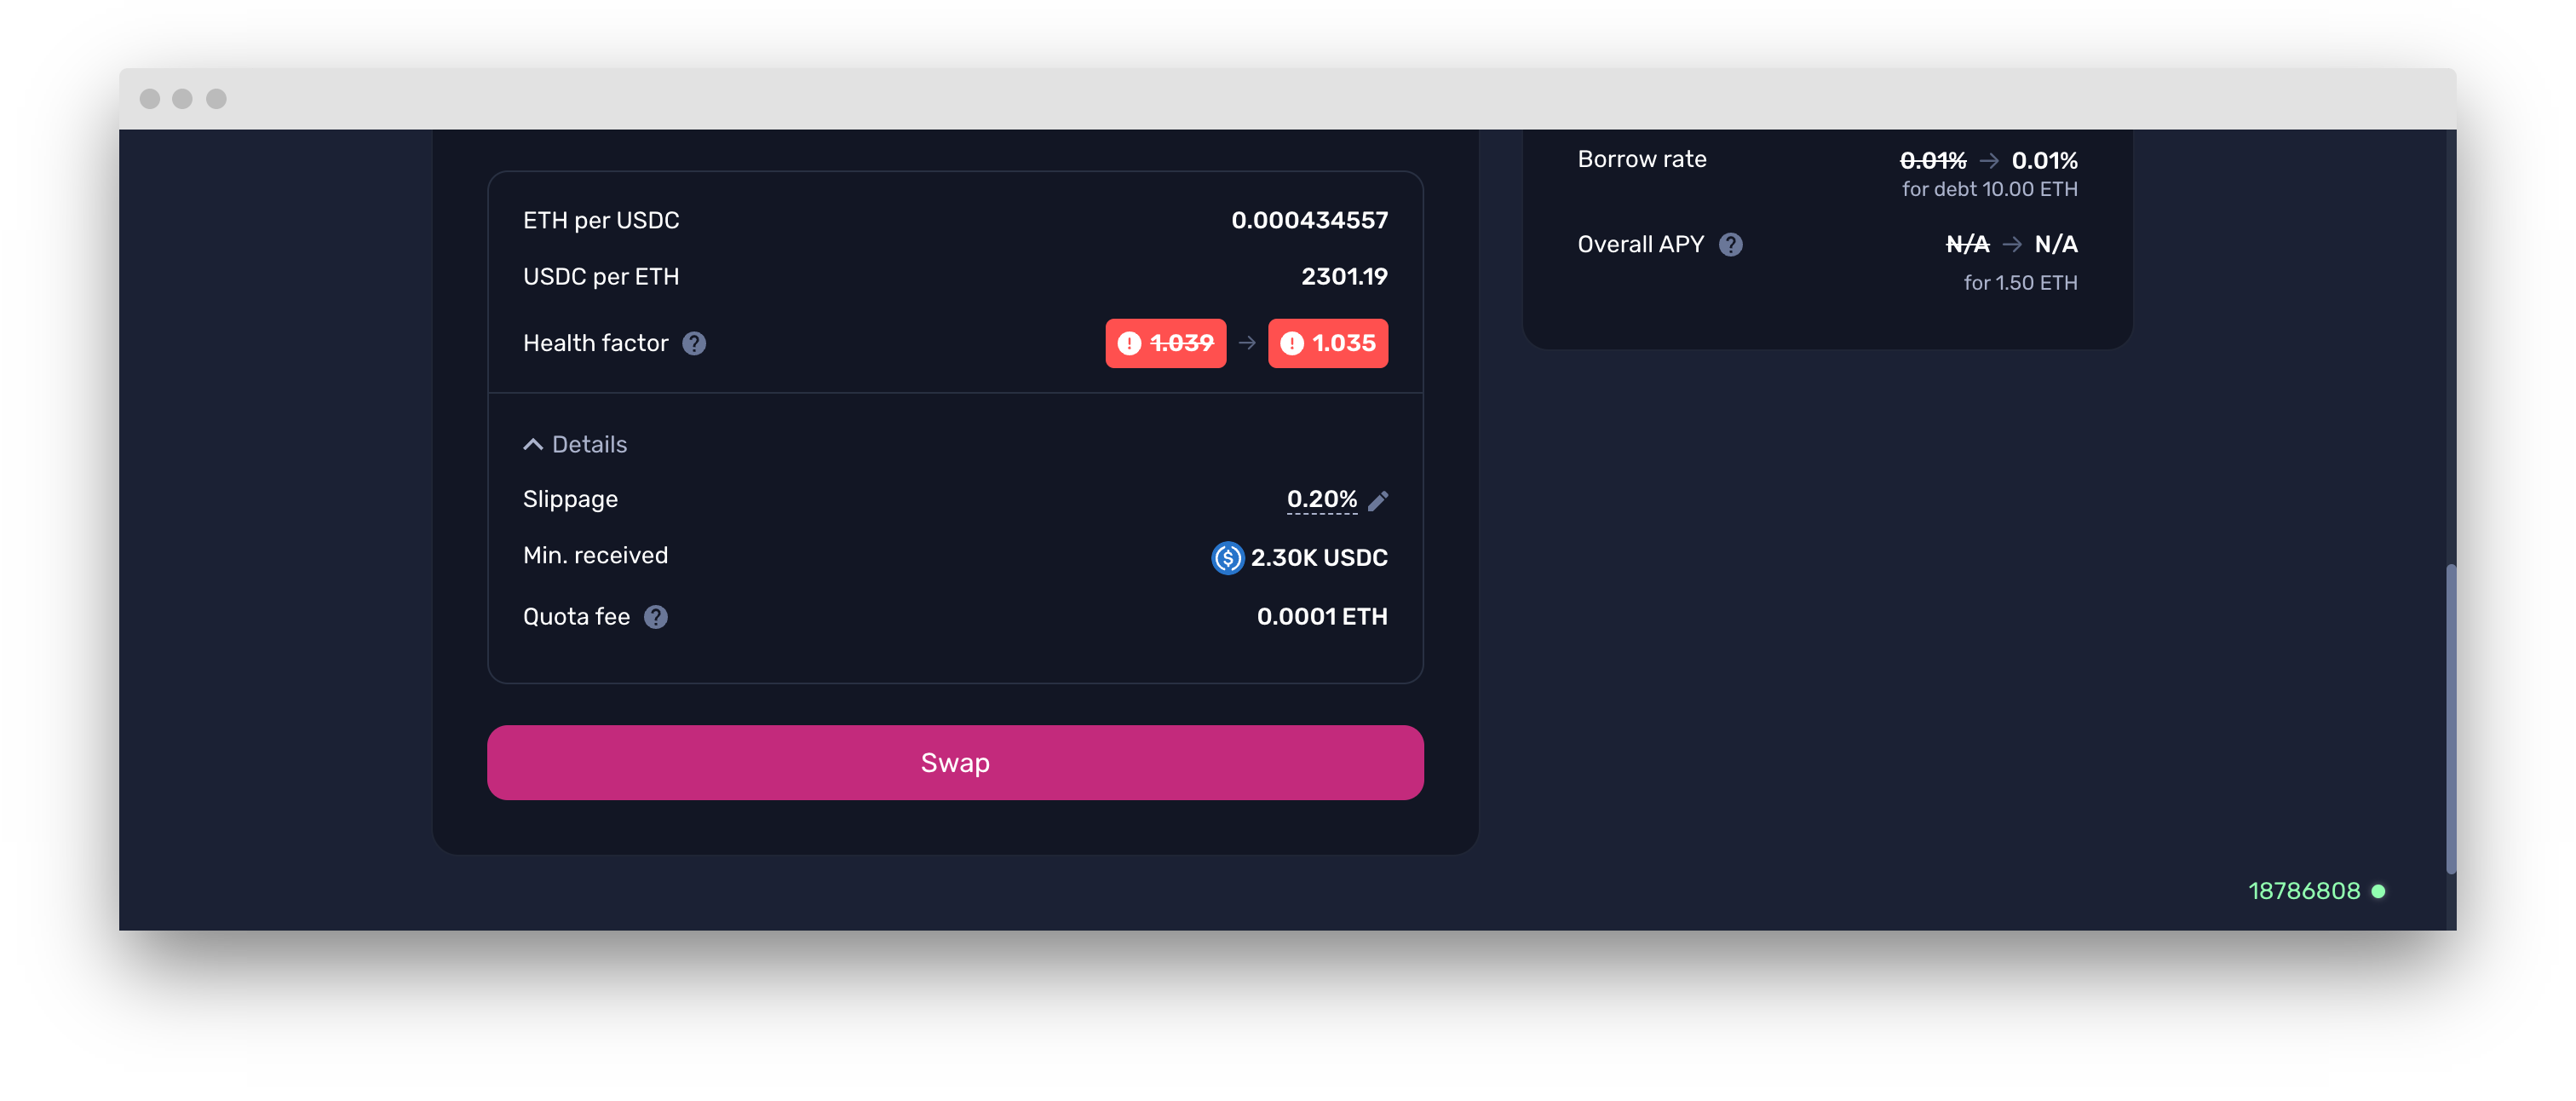 ETH per USDC 0.000434557
USDC per ETH 2301.19
Health factor ? ! 1.039 → ! 1.035
Details
Slippage 0.20%
Min. received $ 2.30K USDC
Quota fee ? 0.0001 ETH
Swap
Borrow rate 0.01% → 0.01%
for debt 10.00 ETH
Overall APY ? N/A → N/A
for 1.50 ETH
18786808